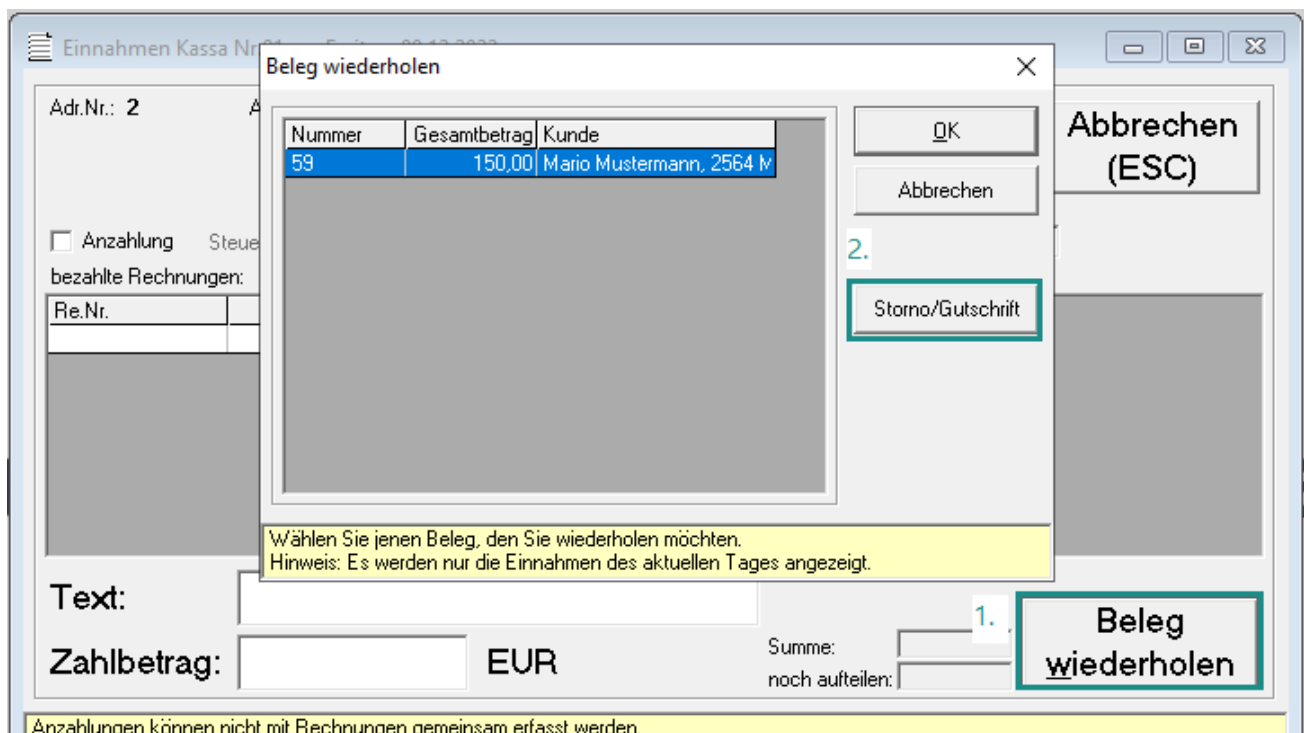 Einnahmen Kassa Nr
Beleg wiederholen
Adr.Nr.: 2
Nummer Gesamtbetrag Kunde
59 150,00 Mario Mustermann, 2564 M
OK
Abbrechen
2.
Storno/Gutschrift
Abbrechen
(ESC)
Anzahlung
bezahlte Rechnungen:
Re.Nr.
Wählen Sie jenen Beleg, den Sie wiederholen möchten.
Hinweis: Es werden nur die Einnahmen des aktuellen Tages angezeigt.
Text:
Zahlbetrag: EUR
Summe:
noch aufteilen:
1.
Beleg
wiederholen
Anzahlungen können nicht mit Rechnungen gemeinsam erfasst werden